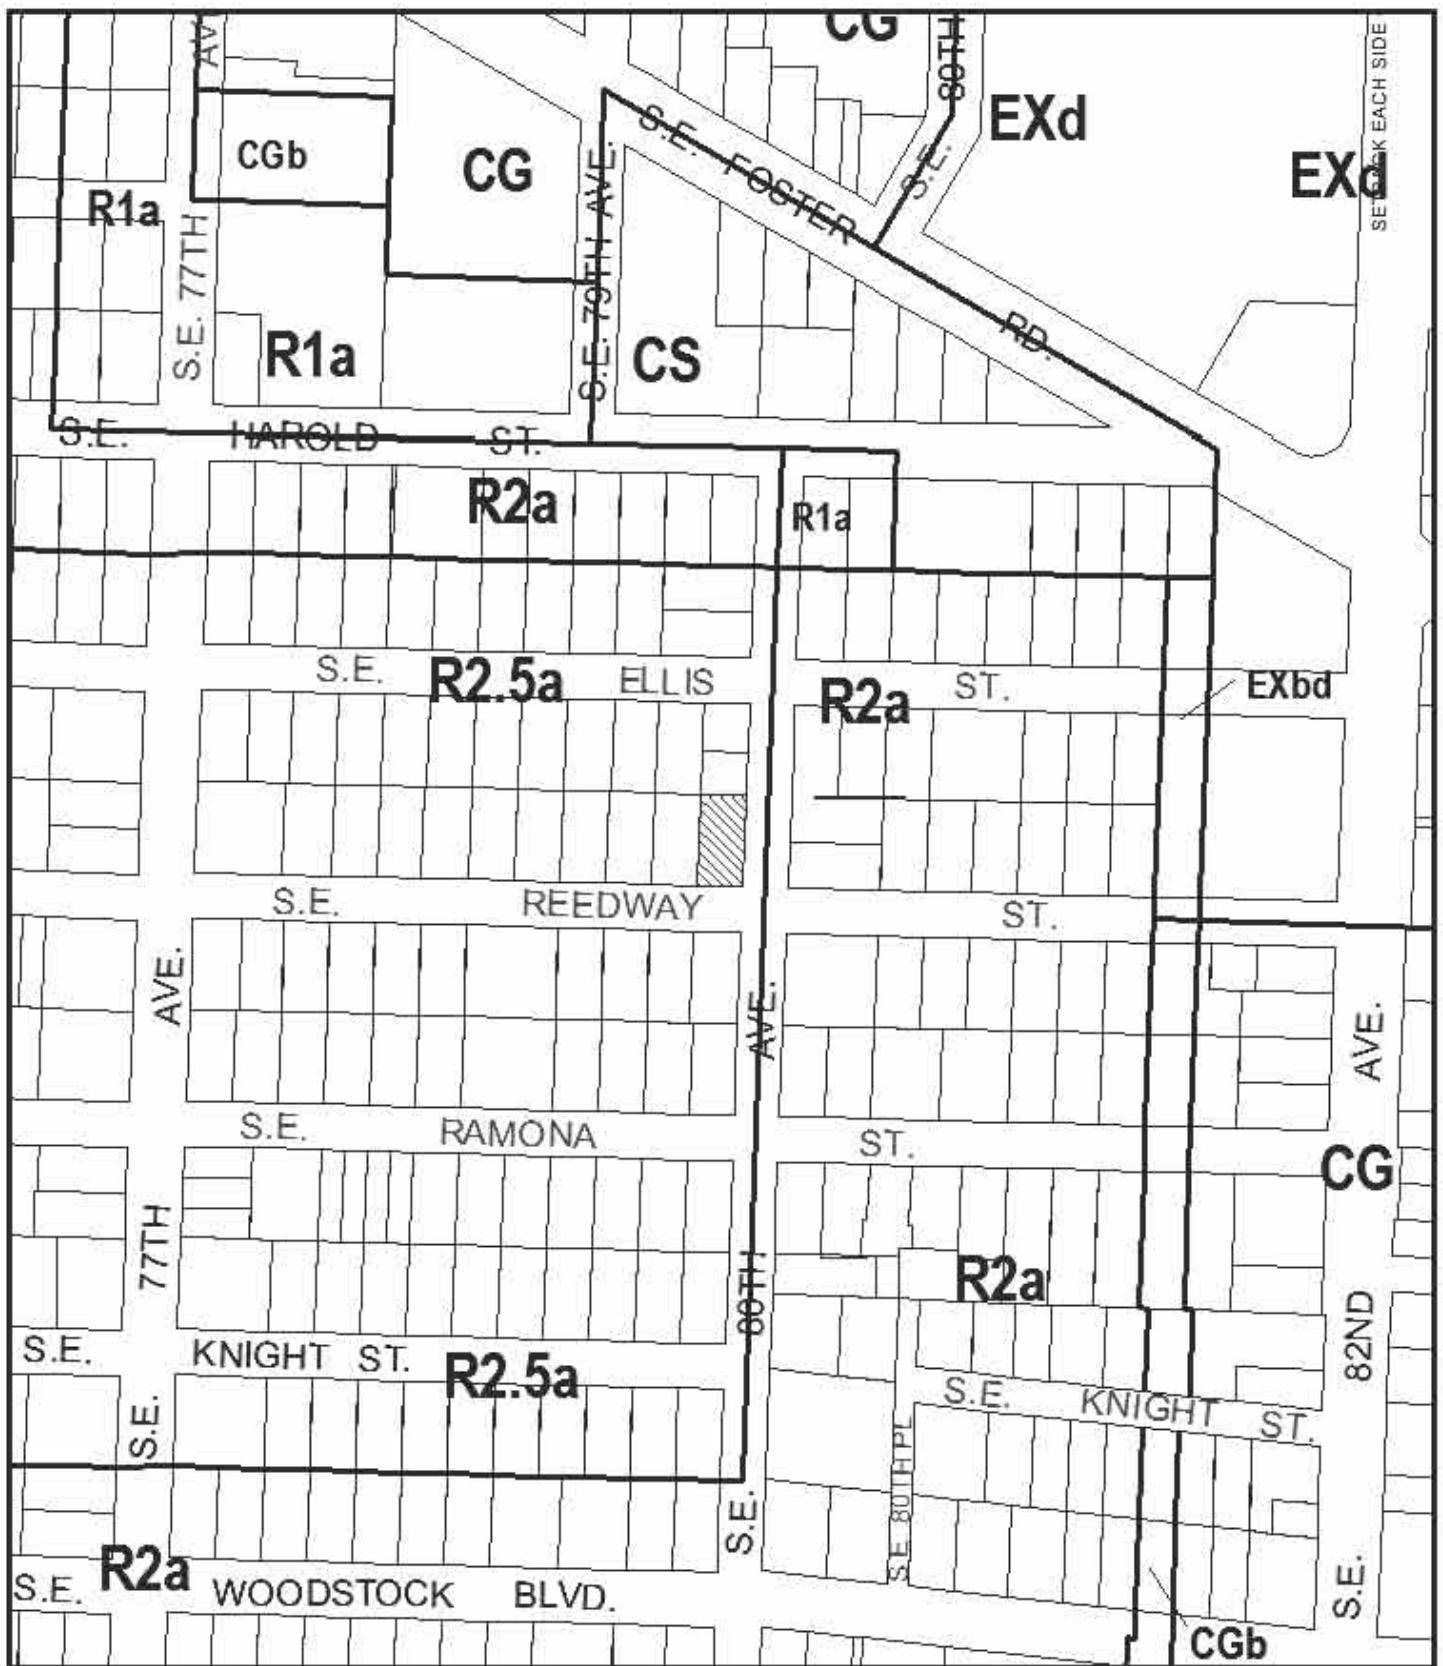 CG
AVE.
80TH
SETBACK EACH SIDE
EXd
S.E.
CGb
CG
S.E. FOSTER RD.
S.E. 79TH AVE.
EXd
R1a
S.E. 77TH
R1a
CS
S.E. HAROLD ST.
R2a
R1a
S.E. ELLIS ST.
R2.5a
R2a
EXbd
S.E. REEDWAY ST.
AVE.
AVE.
AVE.
S.E. RAMONA ST.
CG
77TH
80TH
R2a
82ND
S.E. KNIGHT ST.
R2.5a
S.E. KNIGHT ST.
S.E.
S.E. 80TH PL
S.E.
S.E.
R2a
S.E. WOODSTOCK BLVD.
CGb